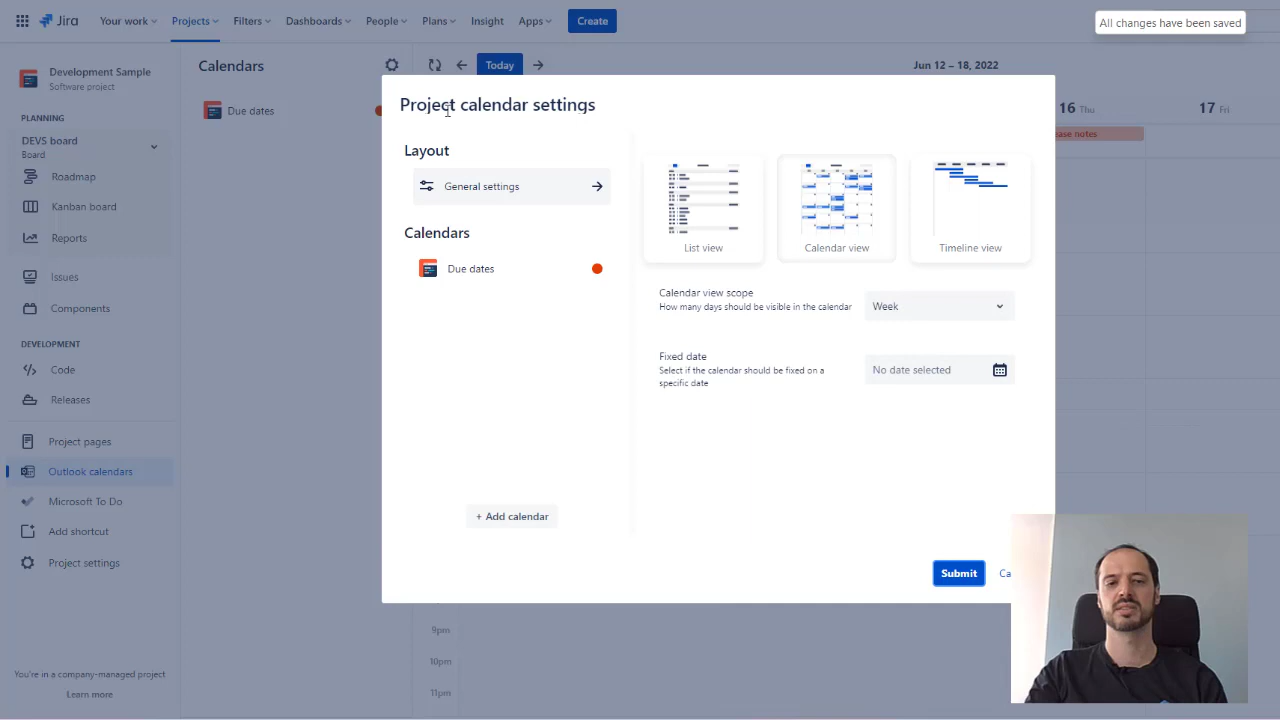 Jira
Your work
Projects
Filters
Dashboards
People
Plans
Insight
Apps
Create
All changes have been saved
Development Sample
Software project
PLANNING
DEVS board
Board
Roadmap
Kanban board
Reports
Issues
Components
DEVELOPMENT
Code
Releases
Project pages
Outlook calendars
Microsoft To Do
Add shortcut
Project settings
You're in a company-managed project
Learn more
Calendars
Due dates
Today
Jun 12 – 18, 2022
16 Thu
17 Fri
ase notes
Project calendar settings
Layout
General settings
Calendars
Due dates
+ Add calendar
List view
Calendar view
Timeline view
Calendar view scope
How many days should be visible in the calendar
Week
Fixed date
Select if the calendar should be fixed on a
specific date
No date selected
Submit
Ca
9pm
10pm
11pm